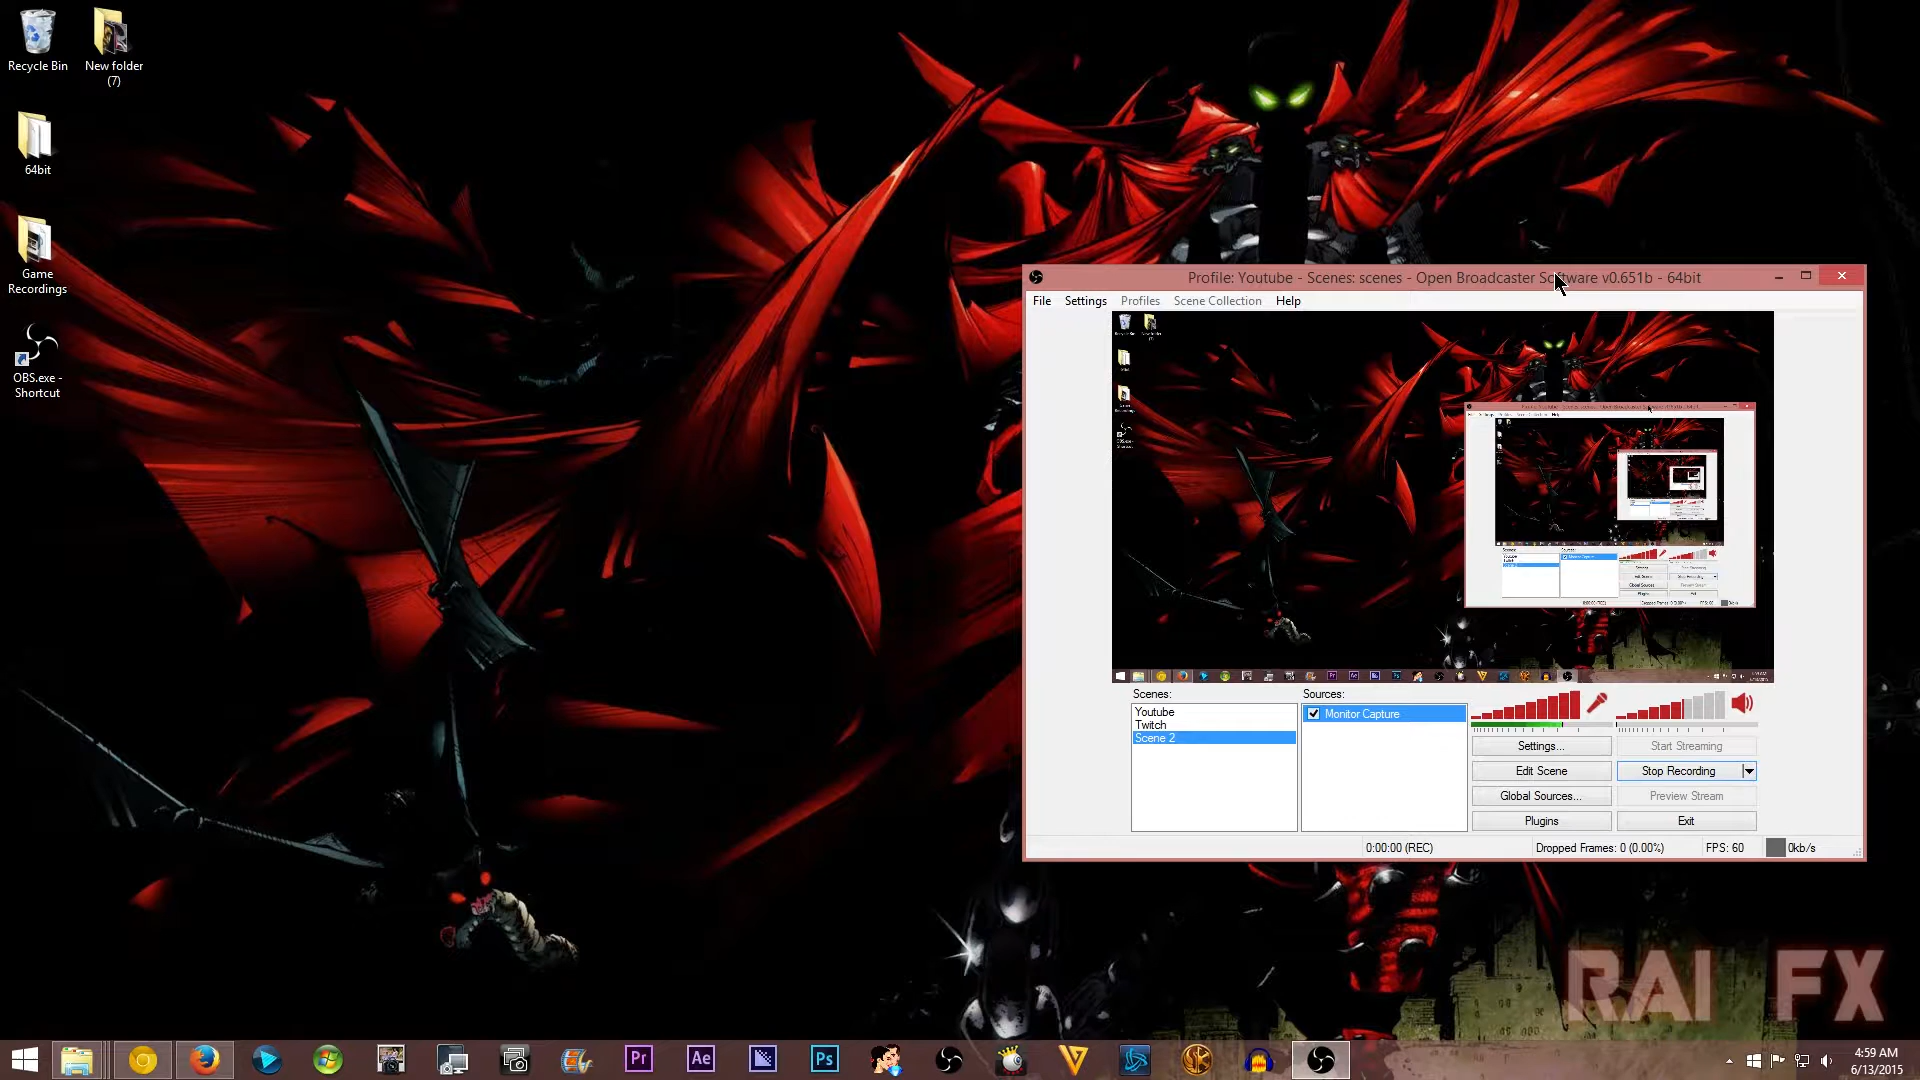 Recycle Bin
New folder
(7)
64bit
Game
Recordings
OBS.exe -
Shortcut
Profile: Youtube - Scenes: scenes - Open Broadcaster Software v0.651b - 64bit
File Settings Profiles Scene Collection Help
Scenes:
Youtube
Twitch
Scene 2
Sources:
Monitor Capture
Settings...
Start Streaming
Edit Scene
Stop Recording
Global Sources...
Preview Stream
Plugins
Exit
0:00:00 (REC)
Dropped Frames: 0 (0.00%)
FPS: 60
0kb/s
RAI FX
Pr
Ae
Ps
4:59 AM
6/13/2015